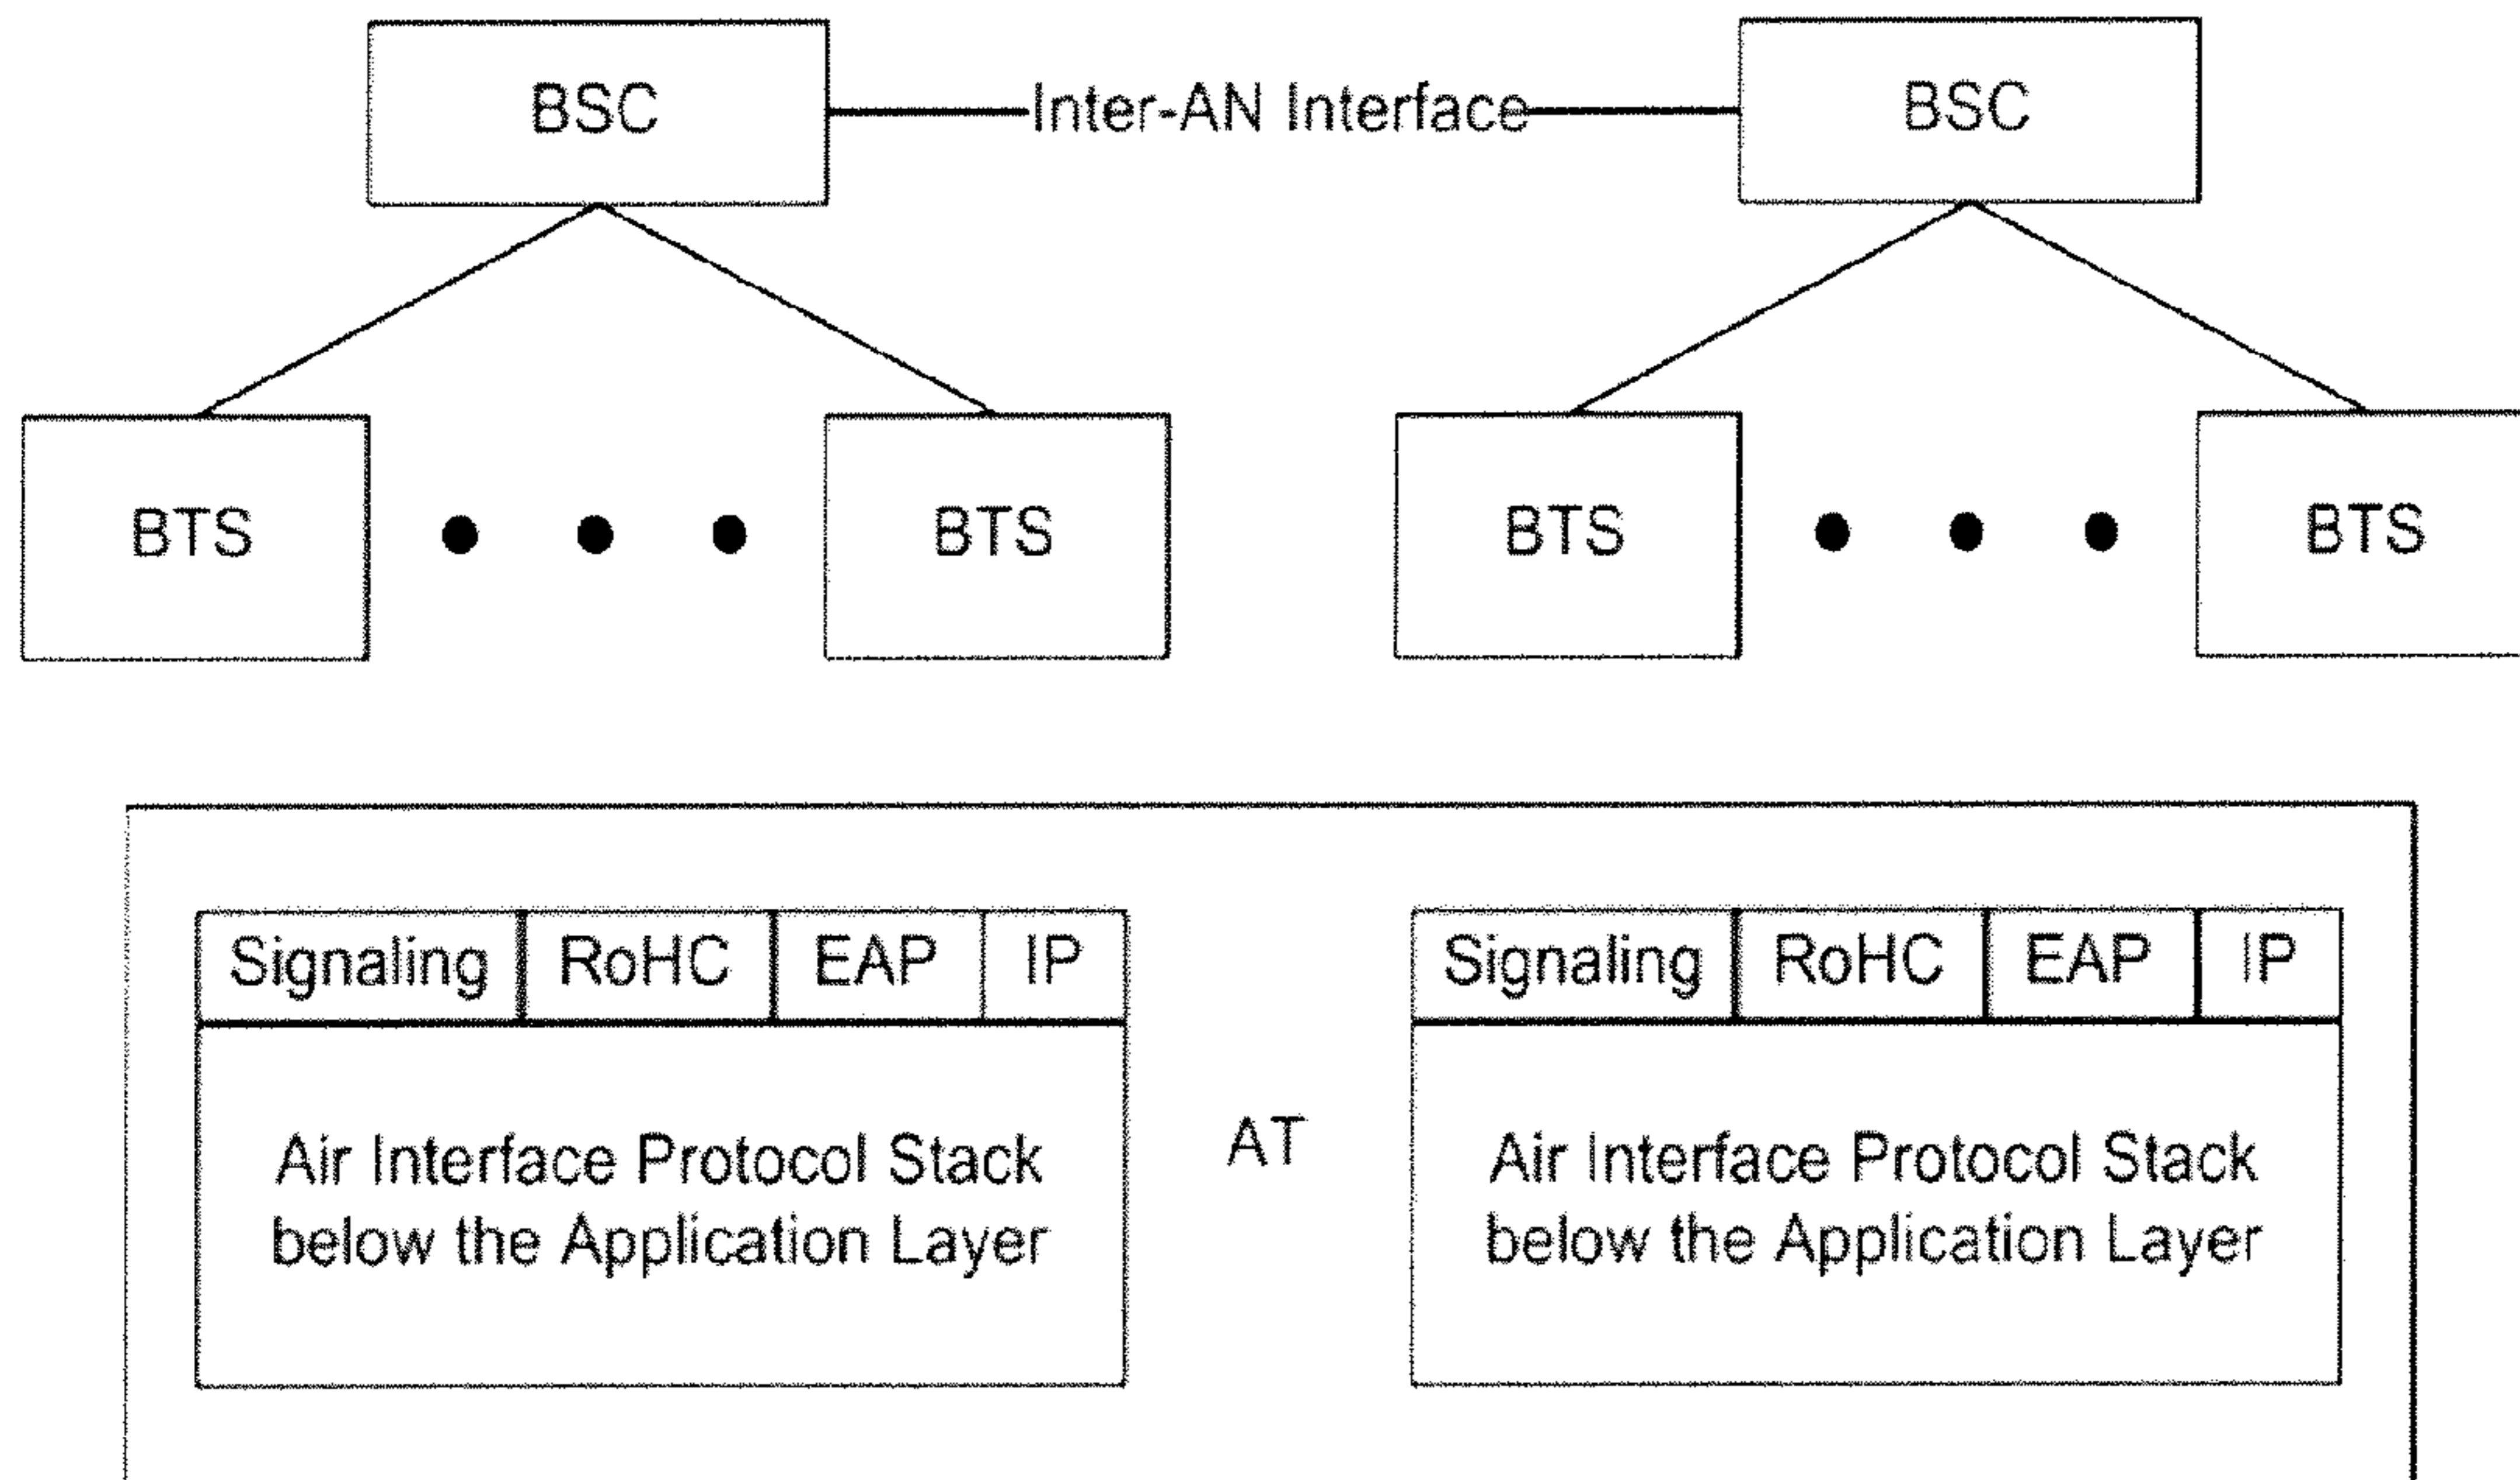 BSC Inter-AN Interface BSC
BTS BTS BTS BTS
Signaling RoHC EAP IP Signaling RoHC EAP IP
AT
Air Interface Protocol Stack Air Interface Protocol Stack
below the Application Layer below the Application Layer